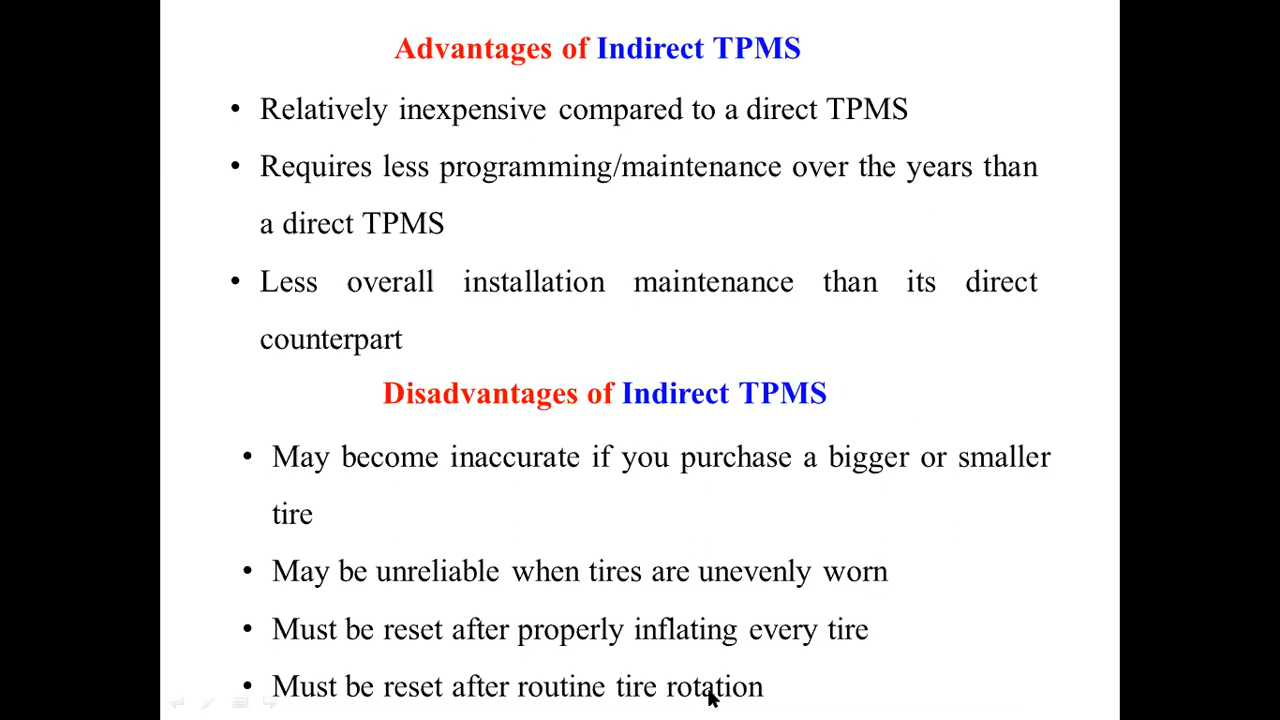 Advantages of Indirect TPMS
• Relatively inexpensive compared to a direct TPMS
• Requires less programming/maintenance over the years than
a direct TPMS
• Less overall installation maintenance than its direct
counterpart
Disadvantages of Indirect TPMS
• May become inaccurate if you purchase a bigger or smaller
tire
• May be unreliable when tires are unevenly worn
• Must be reset after properly inflating every tire
• Must be reset after routine tire rotation